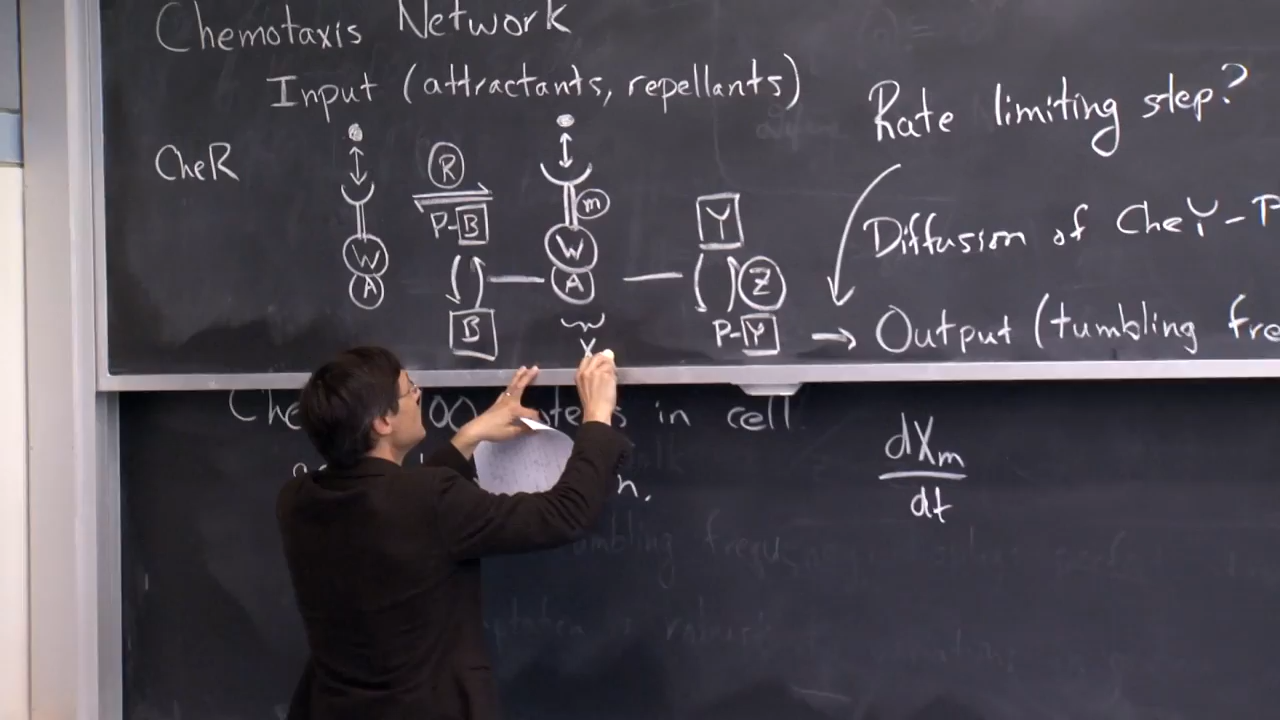 Chemotaxis Network
Input (attractants, repellants)
Rate limiting step?
CheR
R
m
P-B
Y
W
W
A
A
Z
Diffusion of CheY-P
B
P-Y → Output (tumbling fre
X
in cell
dXm
dt